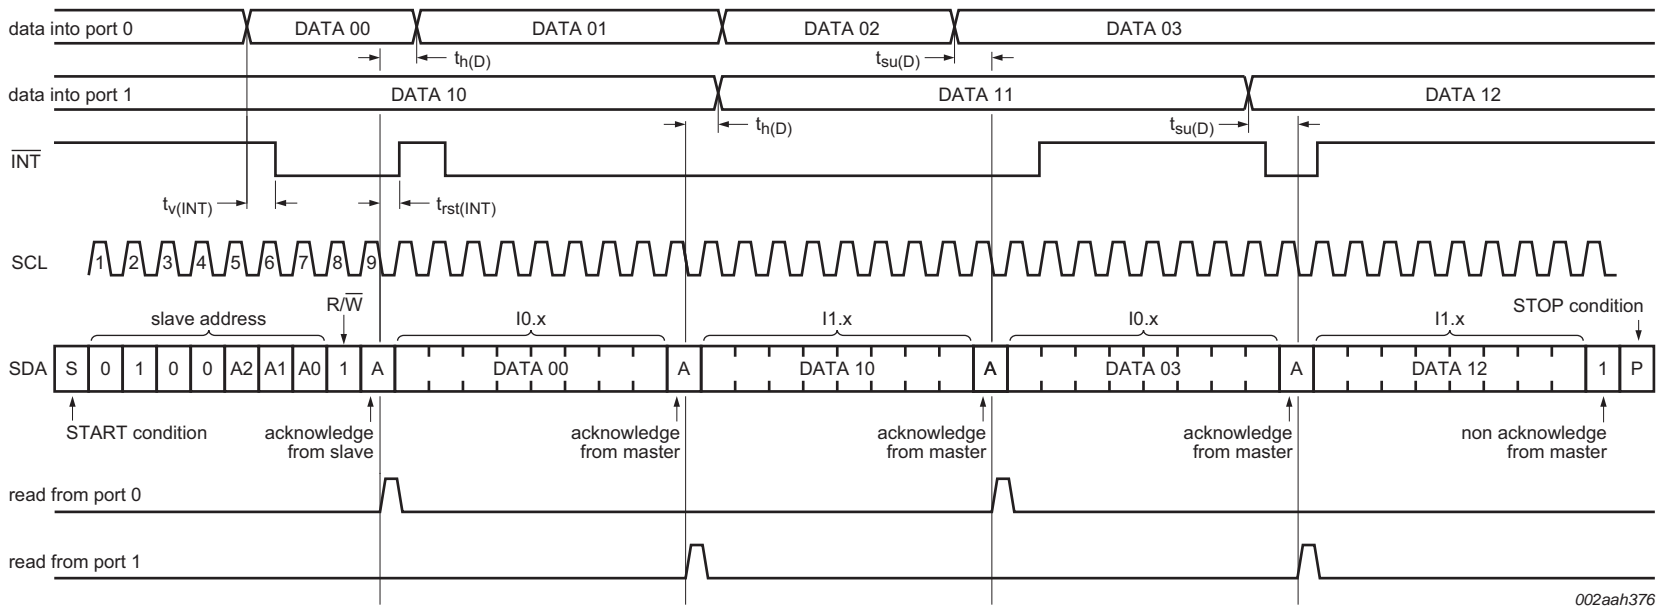 data into port 0 DATA 00 DATA 01 DATA 02 DATA 03
th(D) tsu(D)
data into port 1 DATA 10 DATA 11 DATA 12
th(D) tsu(D)
INT
tv(INT) trst(INT)
SCL 1 2 3 4 5 6 7 8 9
R/W STOP condition
slave address I0.x I1.x I0.x I1.x
SDA S 0 1 0 0 A2 A1 A0 1 A DATA 00 A DATA 10 A DATA 03 A DATA 12 1 P
START condition acknowledge acknowledge acknowledge acknowledge non acknowledge
from slave from master from master from master from master
read from port 0
read from port 1
002aah376